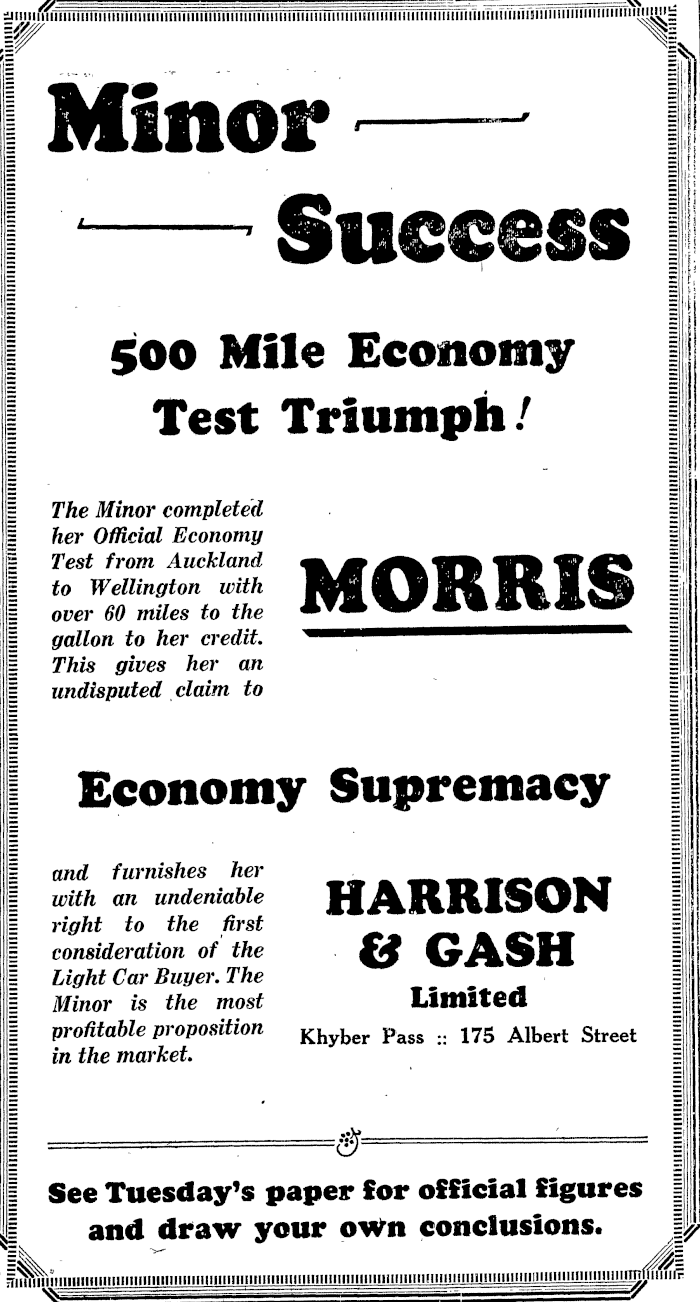 Minor
Success
500 Mile Economy
Test Triumph!
The Minor completed
her Official Economy
Test from Auckland
to Wellington with
over 60 miles to the
gallon to her credit.
This gives her an
undisputed claim to
MORRIS
Economy Supremacy
and furnishes her
with an undeniable
right to the first
consideration of the
Light Car Buyer. The
Minor is the most
profitable proposition
in the market.
HARRISON
& GASH
Limited
Khyber Pass :: 175 Albert Street
See Tuesday's paper for official figures
and draw your own conclusions.